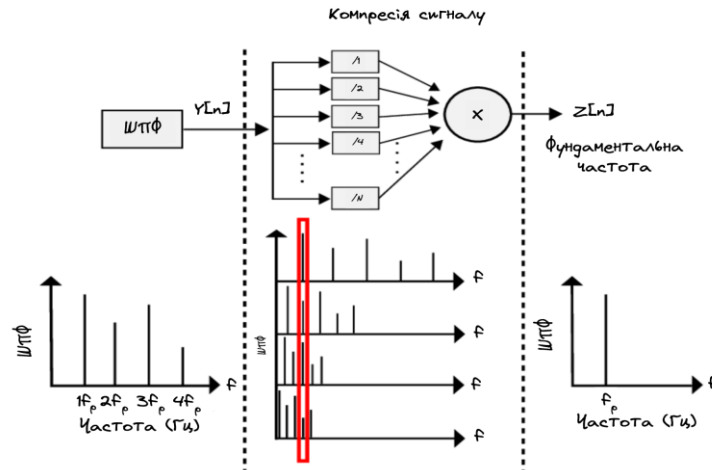 Компресія сигналу
ШПФ
Y[n]
/1
/2
/3
/4
/N
X
Z[n]
Фундаментальна
частота
ШПФ
1fₚ 2fₚ 3fₚ 4fₚ
f
Частота (Гц)
ШПФ
f
f
f
f
ШПФ
fₚ
f
Частота (Гц)